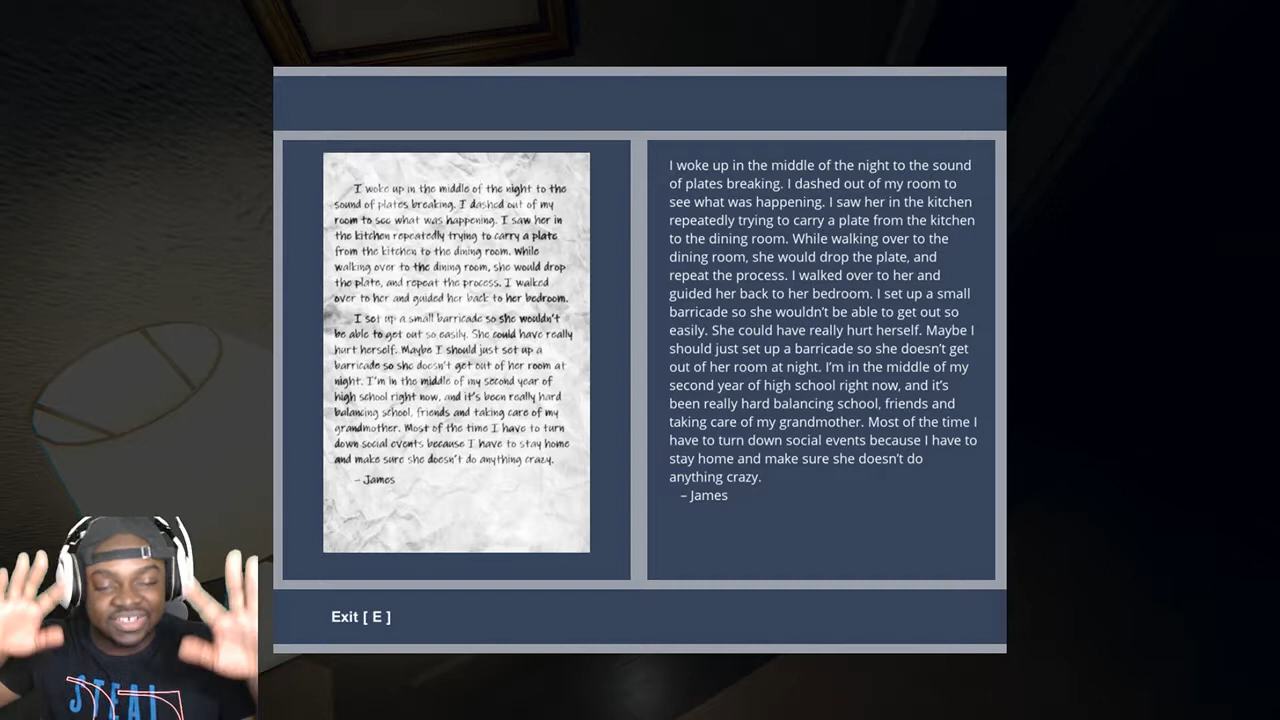 I woke up in the middle of the night to the
sound of plates breaking. I dashed out of my
room to see what was happening. I saw her in
the kitchen repeatedly trying to carry a plate
from the kitchen to the dining room. While
walking over to the dining room, she would drop
the plate, and repeat the process. I walked
over to her and guided her back to her bedroom.
I set up a small barricade so she wouldn't
be able to get out so easily. She could have really
hurt herself. Maybe I should just set up a
barricade so she doesn't get out of her room at
night. I'm in the middle of my second year of
high school right now, and it's been really hard
balancing school, friends and taking care of my
grandmother. Most of the time I have to turn
down social events because I have to stay home
and make sure she doesn't do anything crazy.
- James
I woke up in the middle of the night to the sound
of plates breaking. I dashed out of my room to
see what was happening. I saw her in the kitchen
repeatedly trying to carry a plate from the kitchen
to the dining room. While walking over to the
dining room, she would drop the plate, and
repeat the process. I walked over to her and
guided her back to her bedroom. I set up a small
barricade so she wouldn't be able to get out so
easily. She could have really hurt herself. Maybe I
should just set up a barricade so she doesn't get
out of her room at night. I'm in the middle of my
second year of high school right now, and it's
been really hard balancing school, friends and
taking care of my grandmother. Most of the time I
have to turn down social events because I have to
stay home and make sure she doesn't do
anything crazy.
– James
Exit [ E ]
STEAL